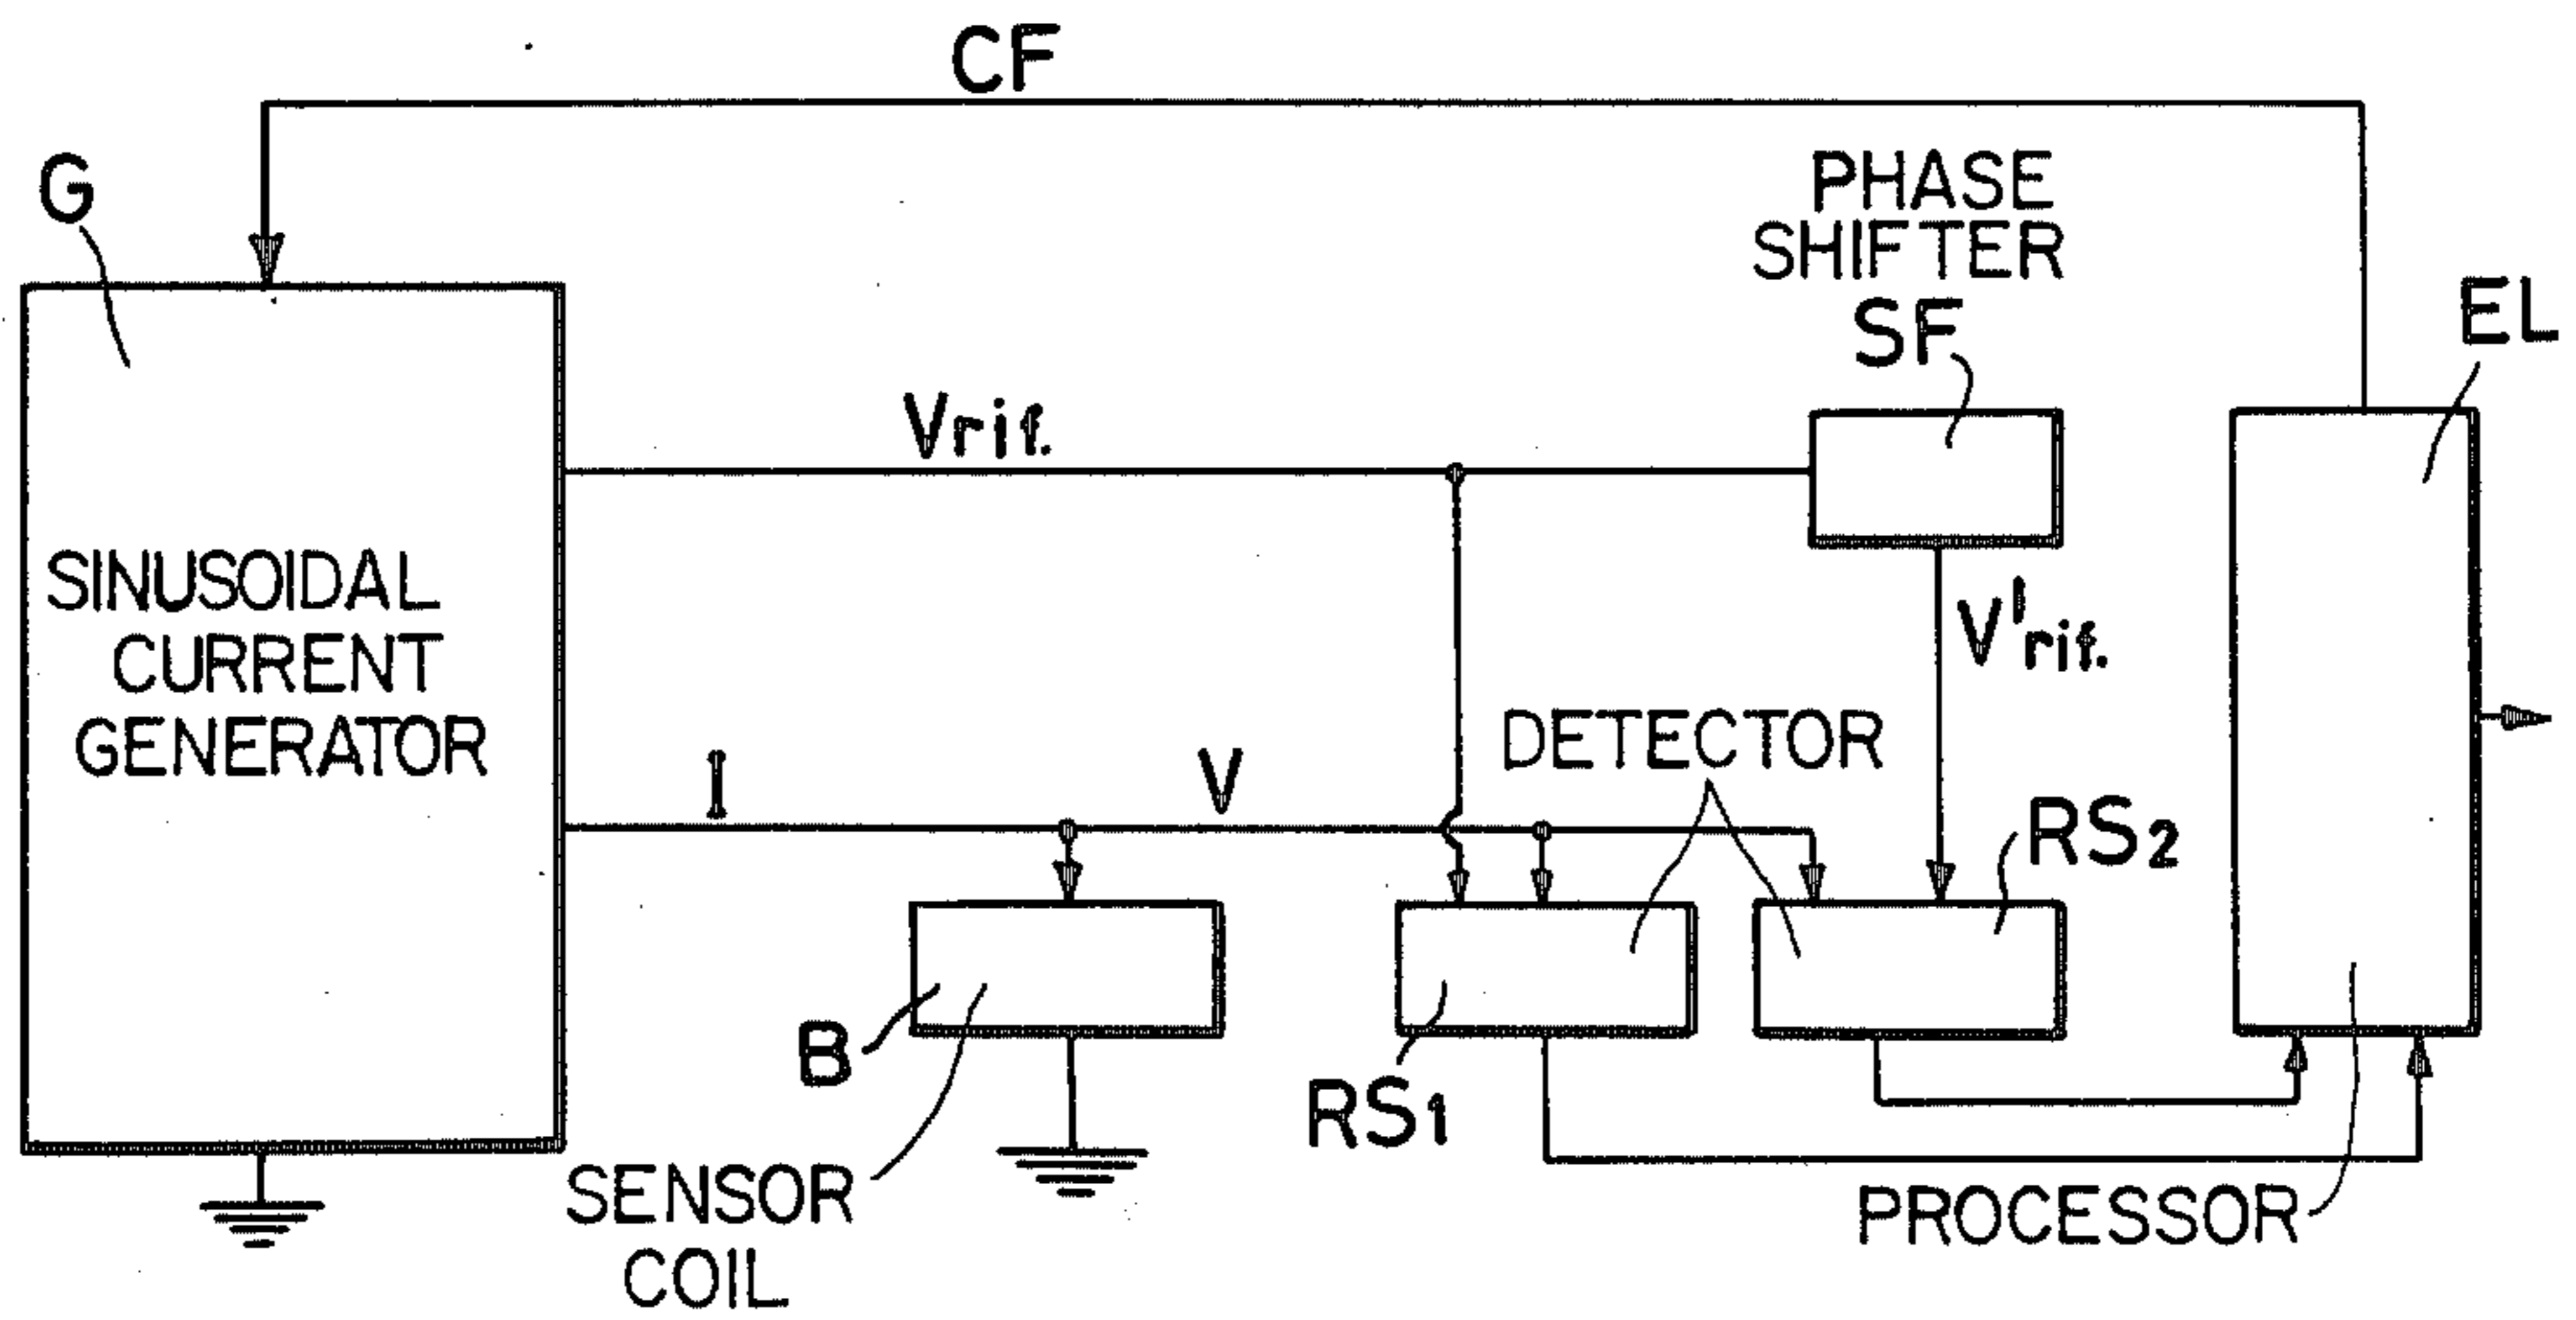 CF
G
PHASE
SHIFTER
SF
EL
Vrif.
SINUSOIDAL
CURRENT
GENERATOR
V'rif.
I
V
DETECTOR
RS2
B
RS1
SENSOR
COIL
PROCESSOR